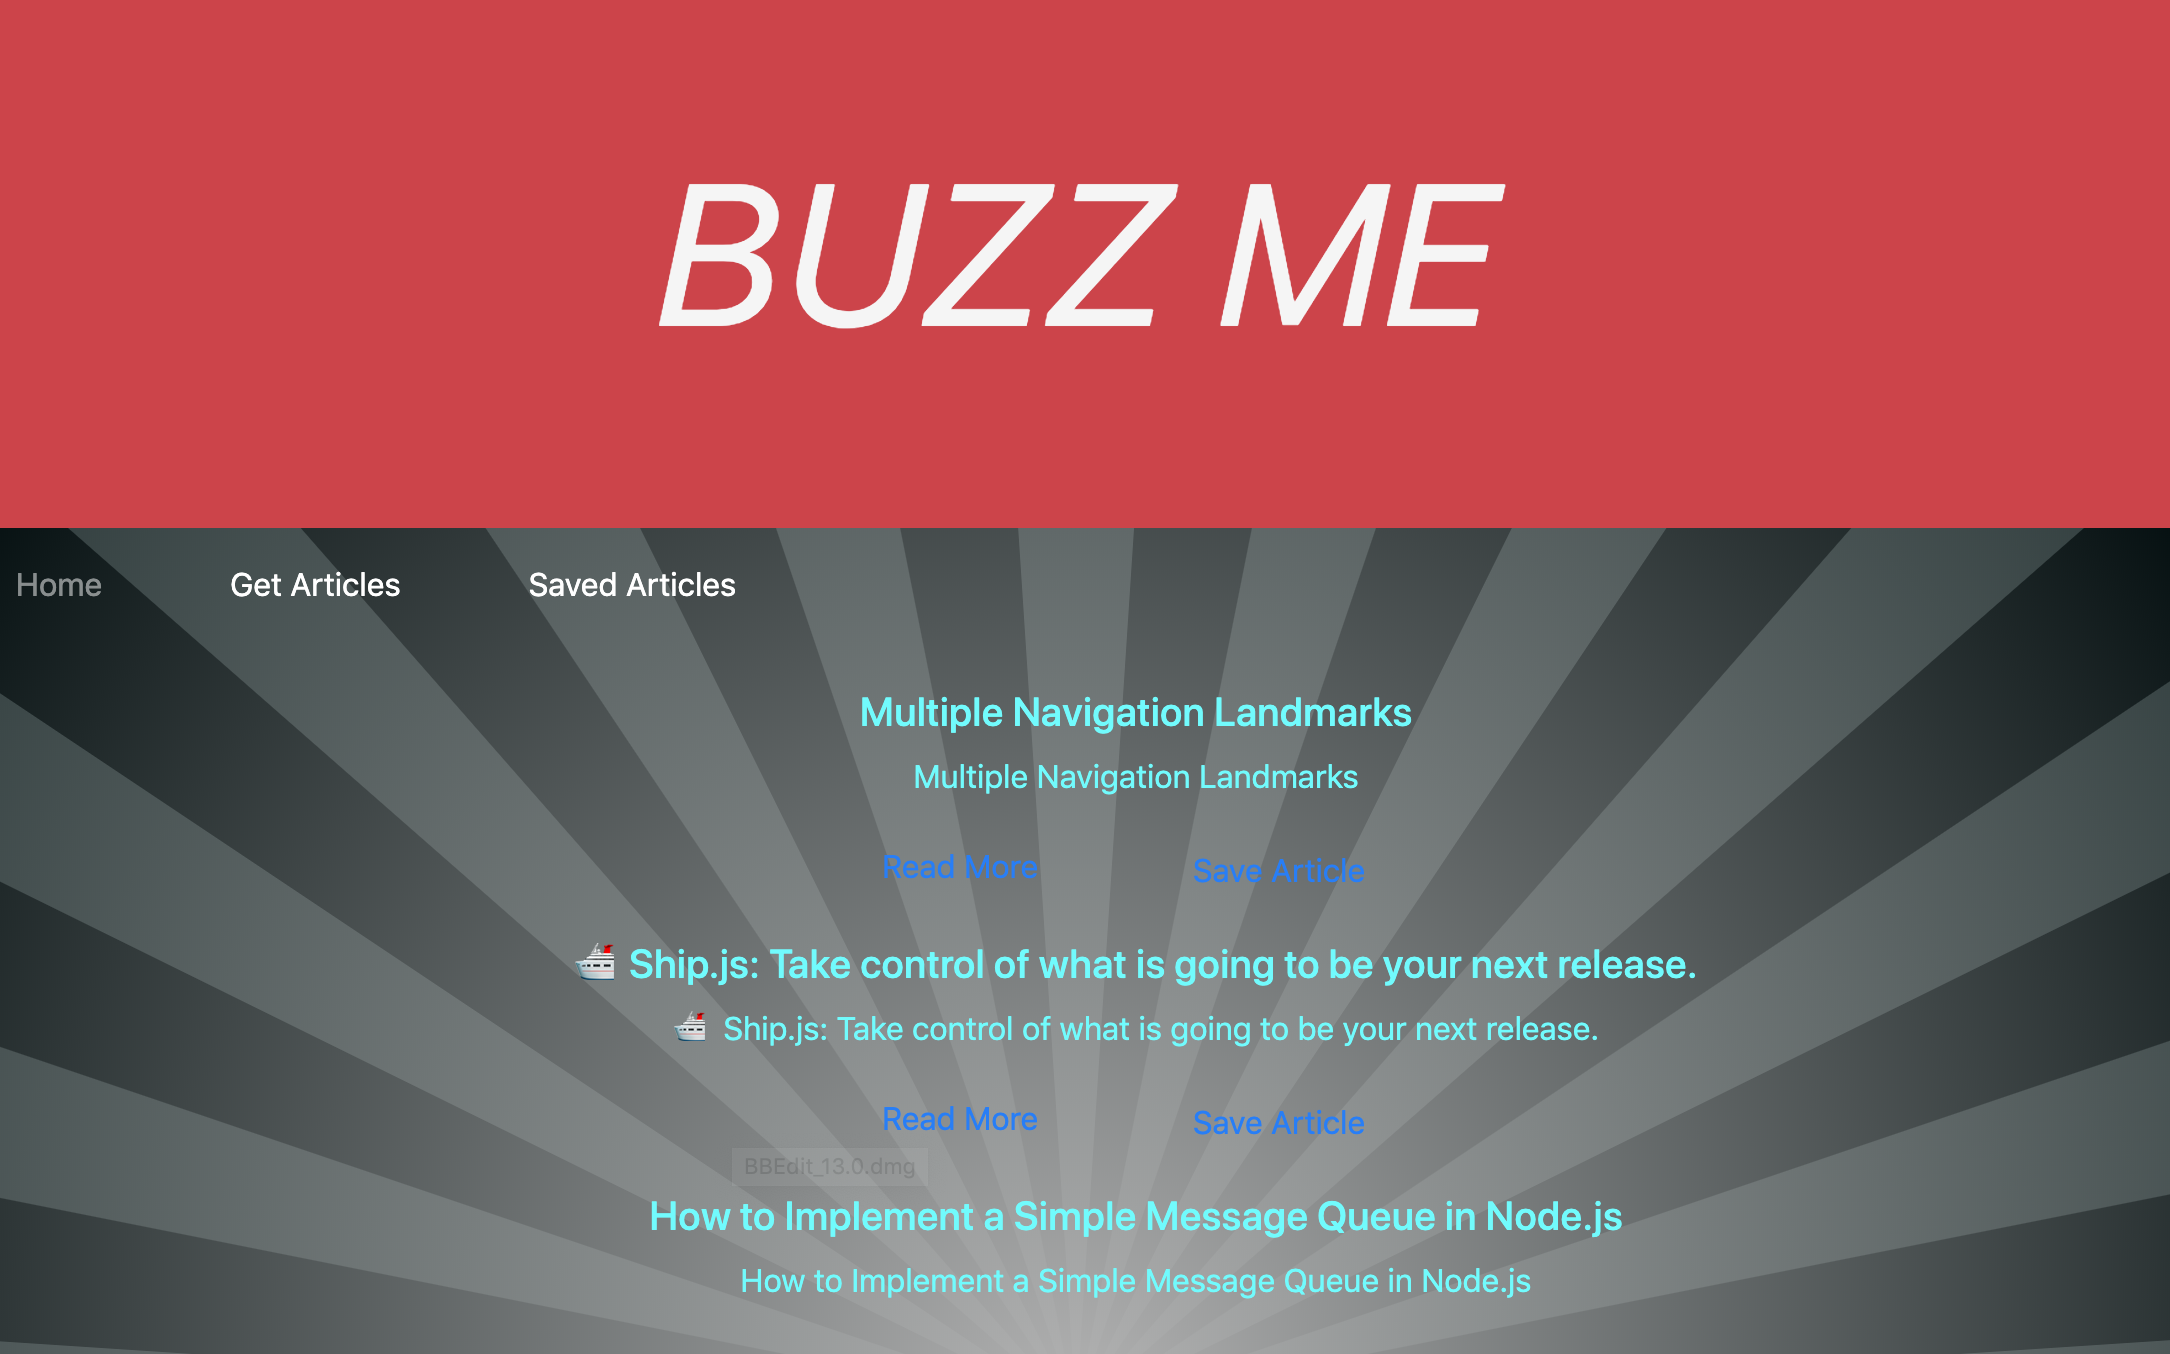 BUZZ ME
Home Get Articles Saved Articles
Multiple Navigation Landmarks
Multiple Navigation Landmarks
Read More Save Article
🛳 Ship.js: Take control of what is going to be your next release.
🛳 Ship.js: Take control of what is going to be your next release.
Read More Save Article
BBEdit_13.0.dmg
How to Implement a Simple Message Queue in Node.js
How to Implement a Simple Message Queue in Node.js